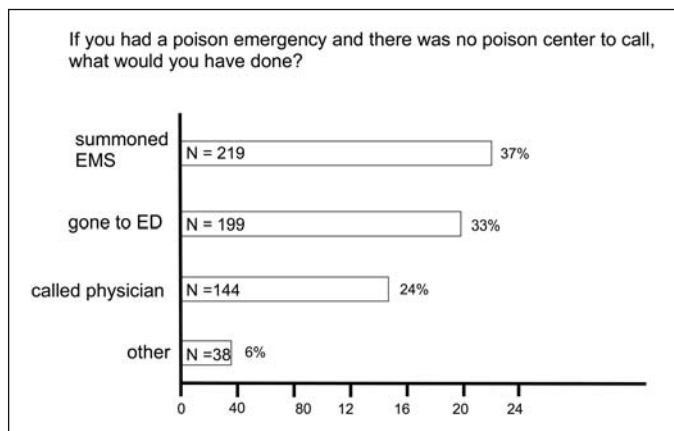 If you had a poison emergency and there was no poison center to call,
what would you have done?
summoned
EMS
N = 219
37%
gone to ED
N = 199
33%
called physician
N =144
24%
other
N =38
6%
0 40 80 12 16 20 24